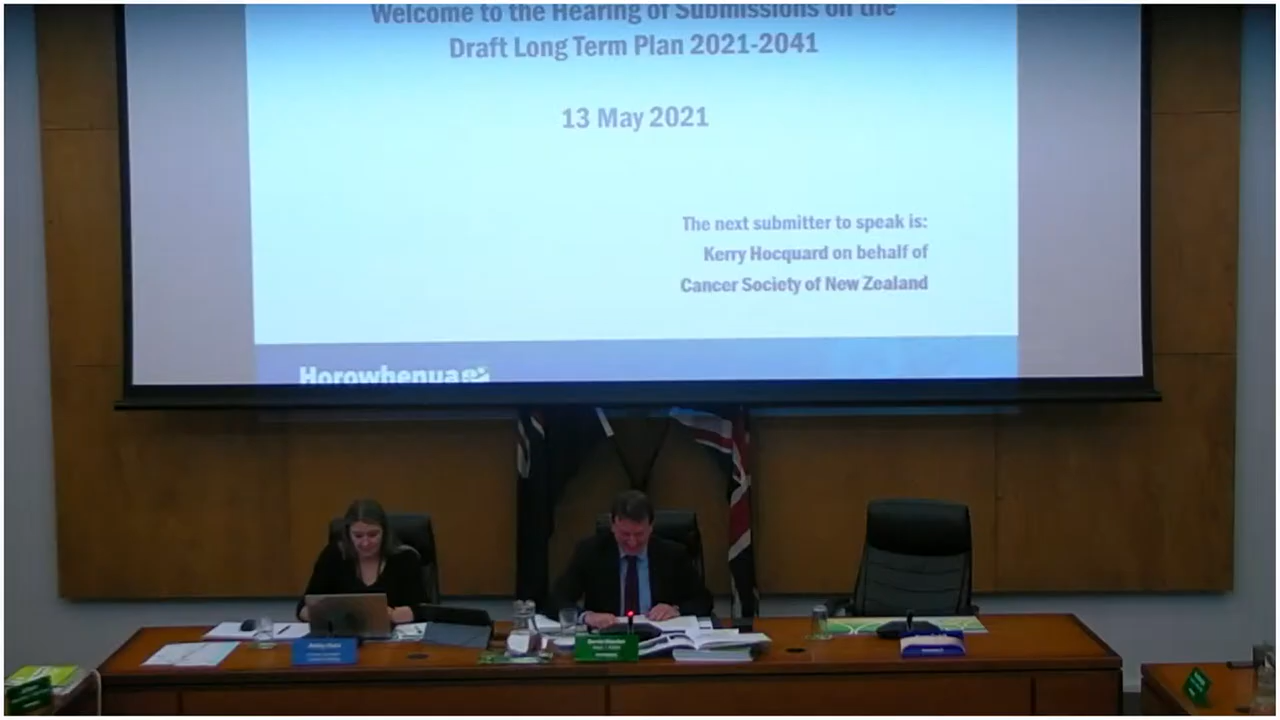 Welcome to the Hearing of Submissions on the
Draft Long Term Plan 2021-2041
13 May 2021
The next submitter to speak is:
Kerry Hocquard on behalf of
Cancer Society of New Zealand
Horowhenua